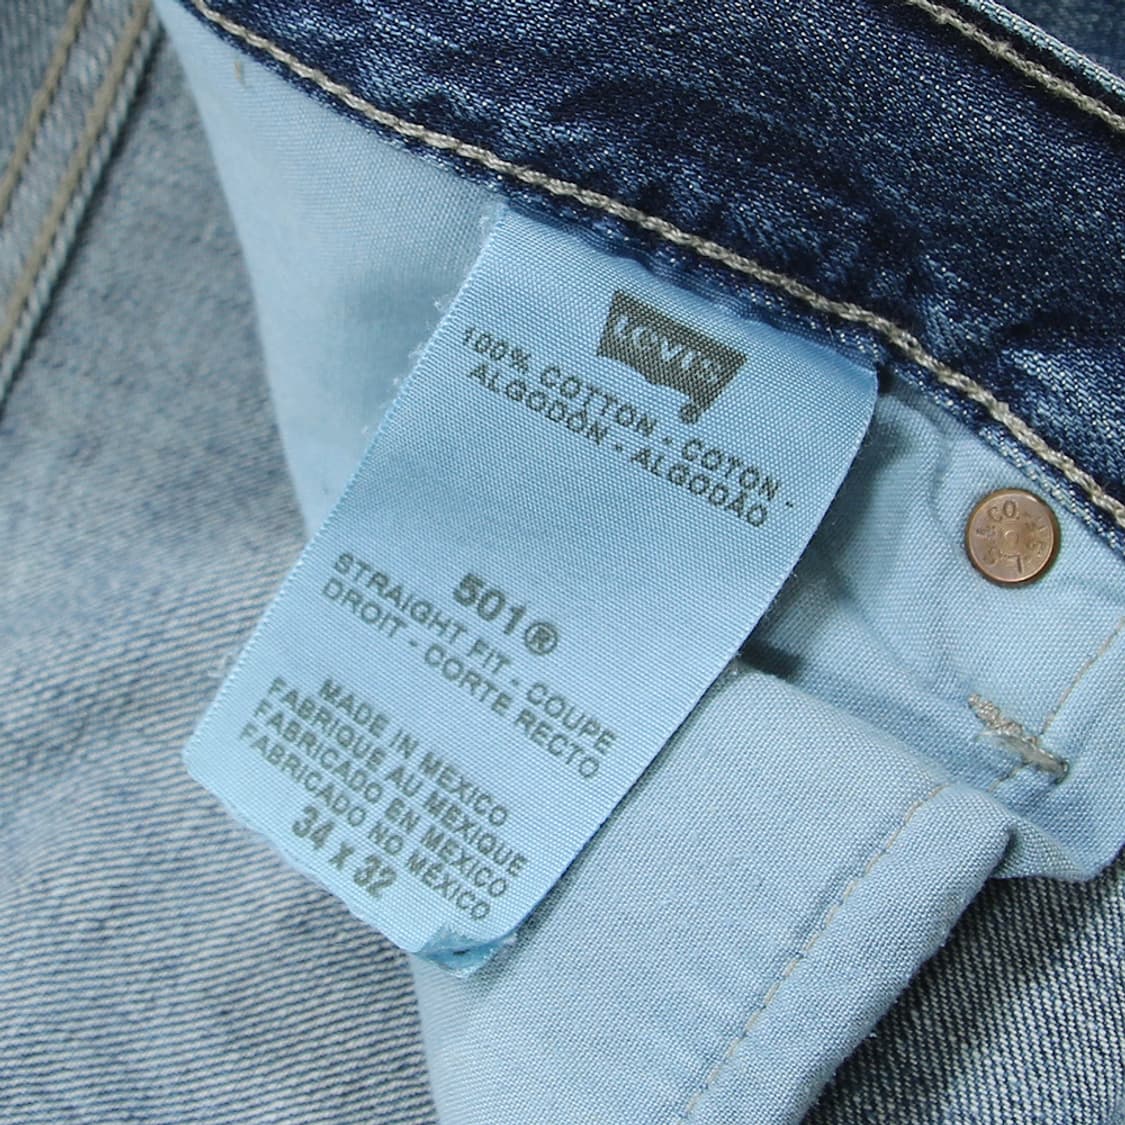 Levi's
100% COTTON - COTON -
ALGODÓN - ALGODÃO
501®
STRAIGHT FIT - COUPE
DROIT - CORTE RECTO
MADE IN MEXICO
FABRIQUE AU MEXIQUE
FABRICADO EN MEXICO
FABRICADO NO MÉXICO
34 x 32
L S & CO.